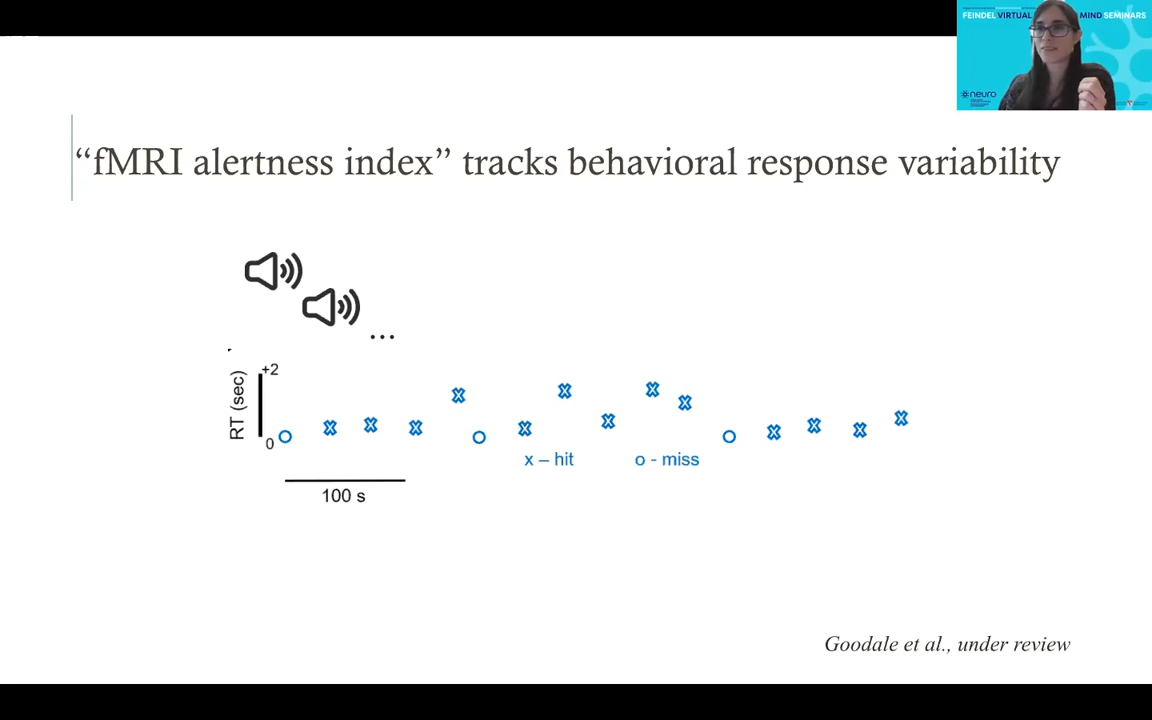 FEINDEL VIRTUAL MIND SEMINARS
neuro
“fMRI alertness index” tracks behavioral response variability
...
RT (sec)
+2
0
x – hit
o - miss
100 s
Goodale et al., under review